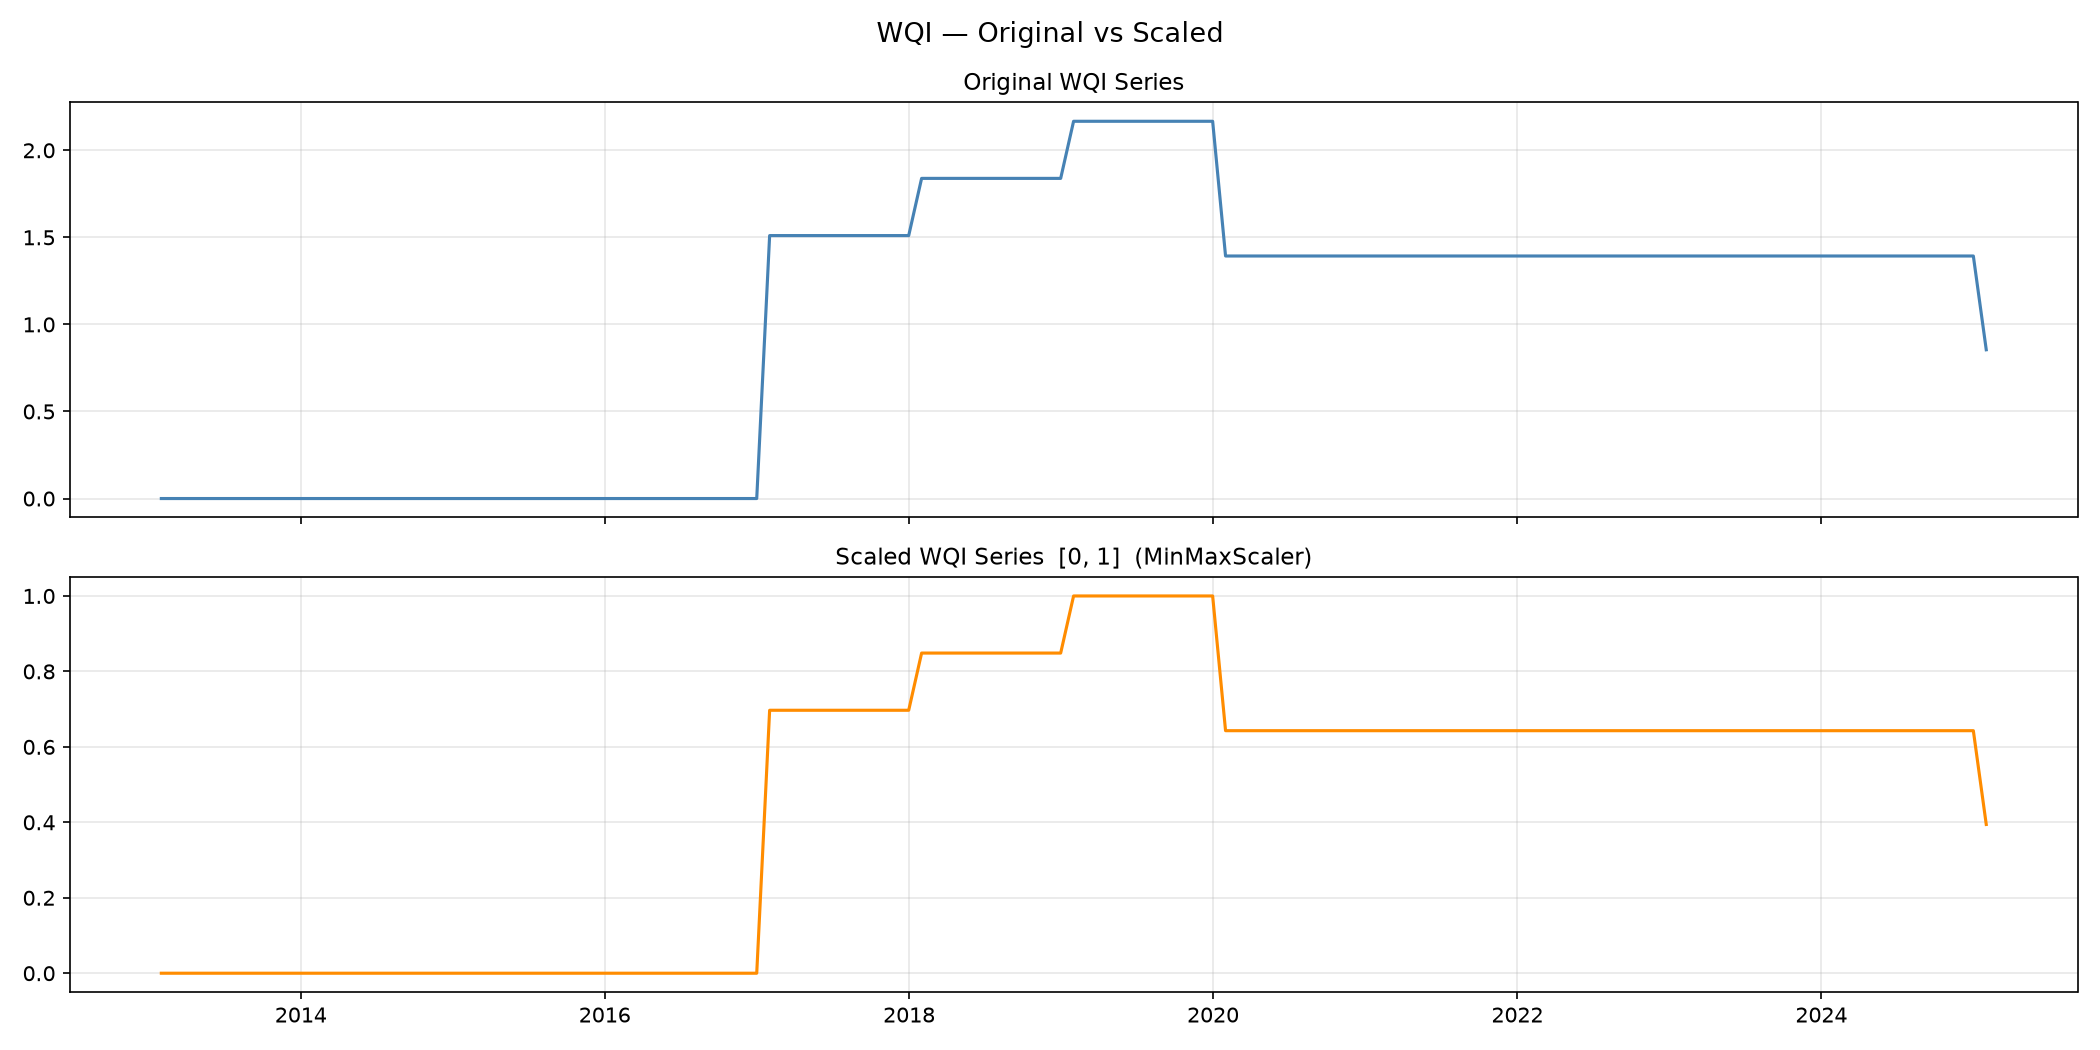 WQI — Original vs Scaled
Original WQI Series
2.0
1.5
1.0
0.5
0.0
Scaled WQI Series  [0, 1]  (MinMaxScaler)
1.0
0.8
0.6
0.4
0.2
0.0
2014 2016 2018 2020 2022 2024